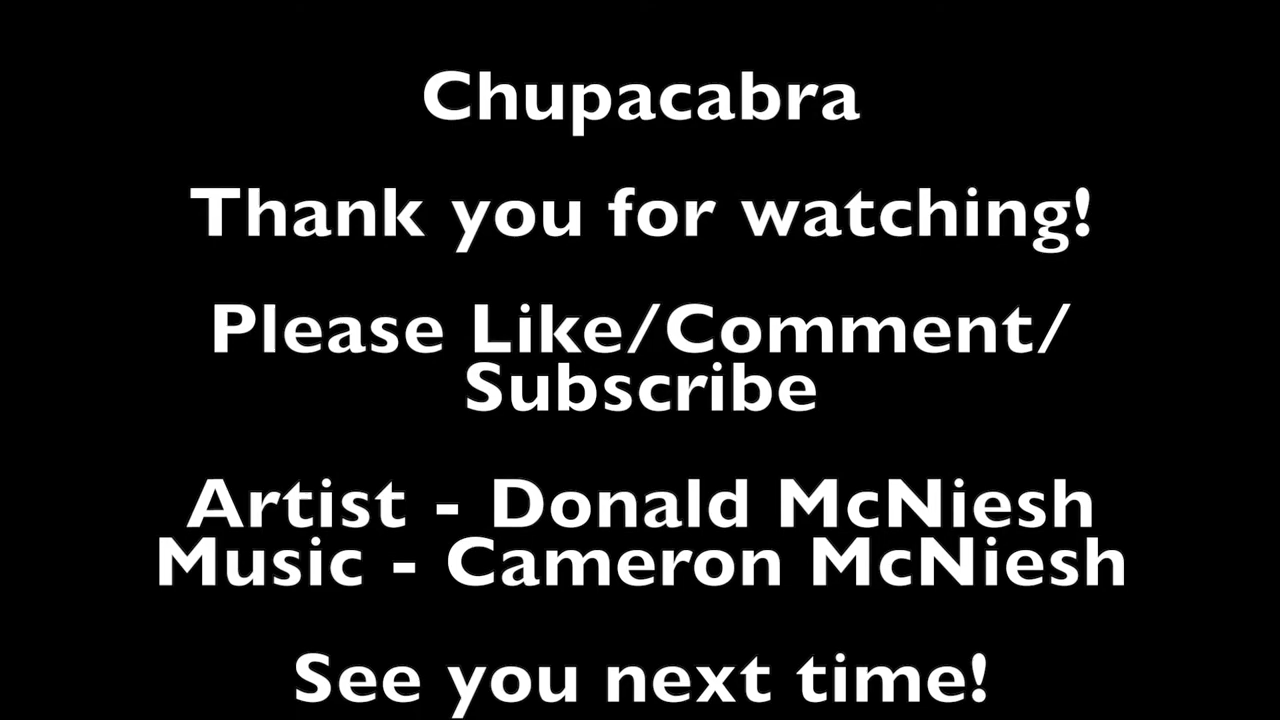 Chupacabra
Thank you for watching!
Please Like/Comment/
Subscribe
Artist - Donald McNiesh
Music - Cameron McNiesh
See you next time!